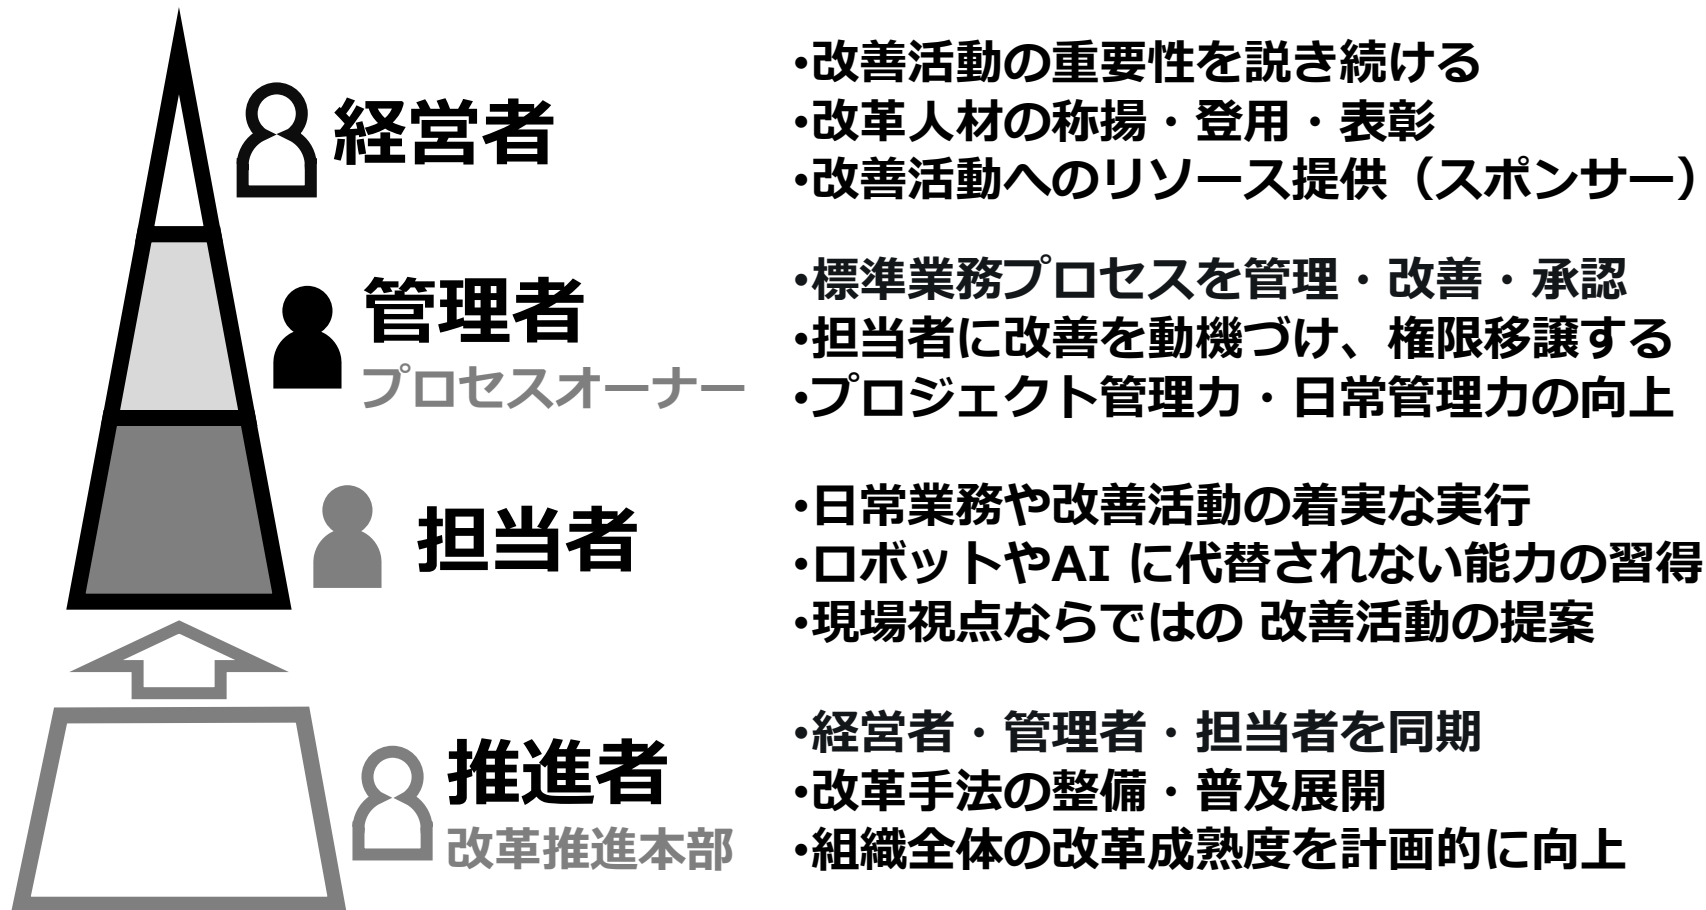 経営者
・改善活動の重要性を説き続ける
・改革人材の称揚・登用・表彰
・改善活動へのリソース提供（スポンサー）
管理者
プロセスオーナー
・標準業務プロセスを管理・改善・承認
・担当者に改善を動機づけ、権限移譲する
・プロジェクト管理力・日常管理力の向上
担当者
・日常業務や改善活動の着実な実行
・ロボットやAI に代替されない能力の習得
・現場視点ならではの 改善活動の提案
推進者
改革推進本部
・経営者・管理者・担当者を同期
・改革手法の整備・普及展開
・組織全体の改革成熟度を計画的に向上